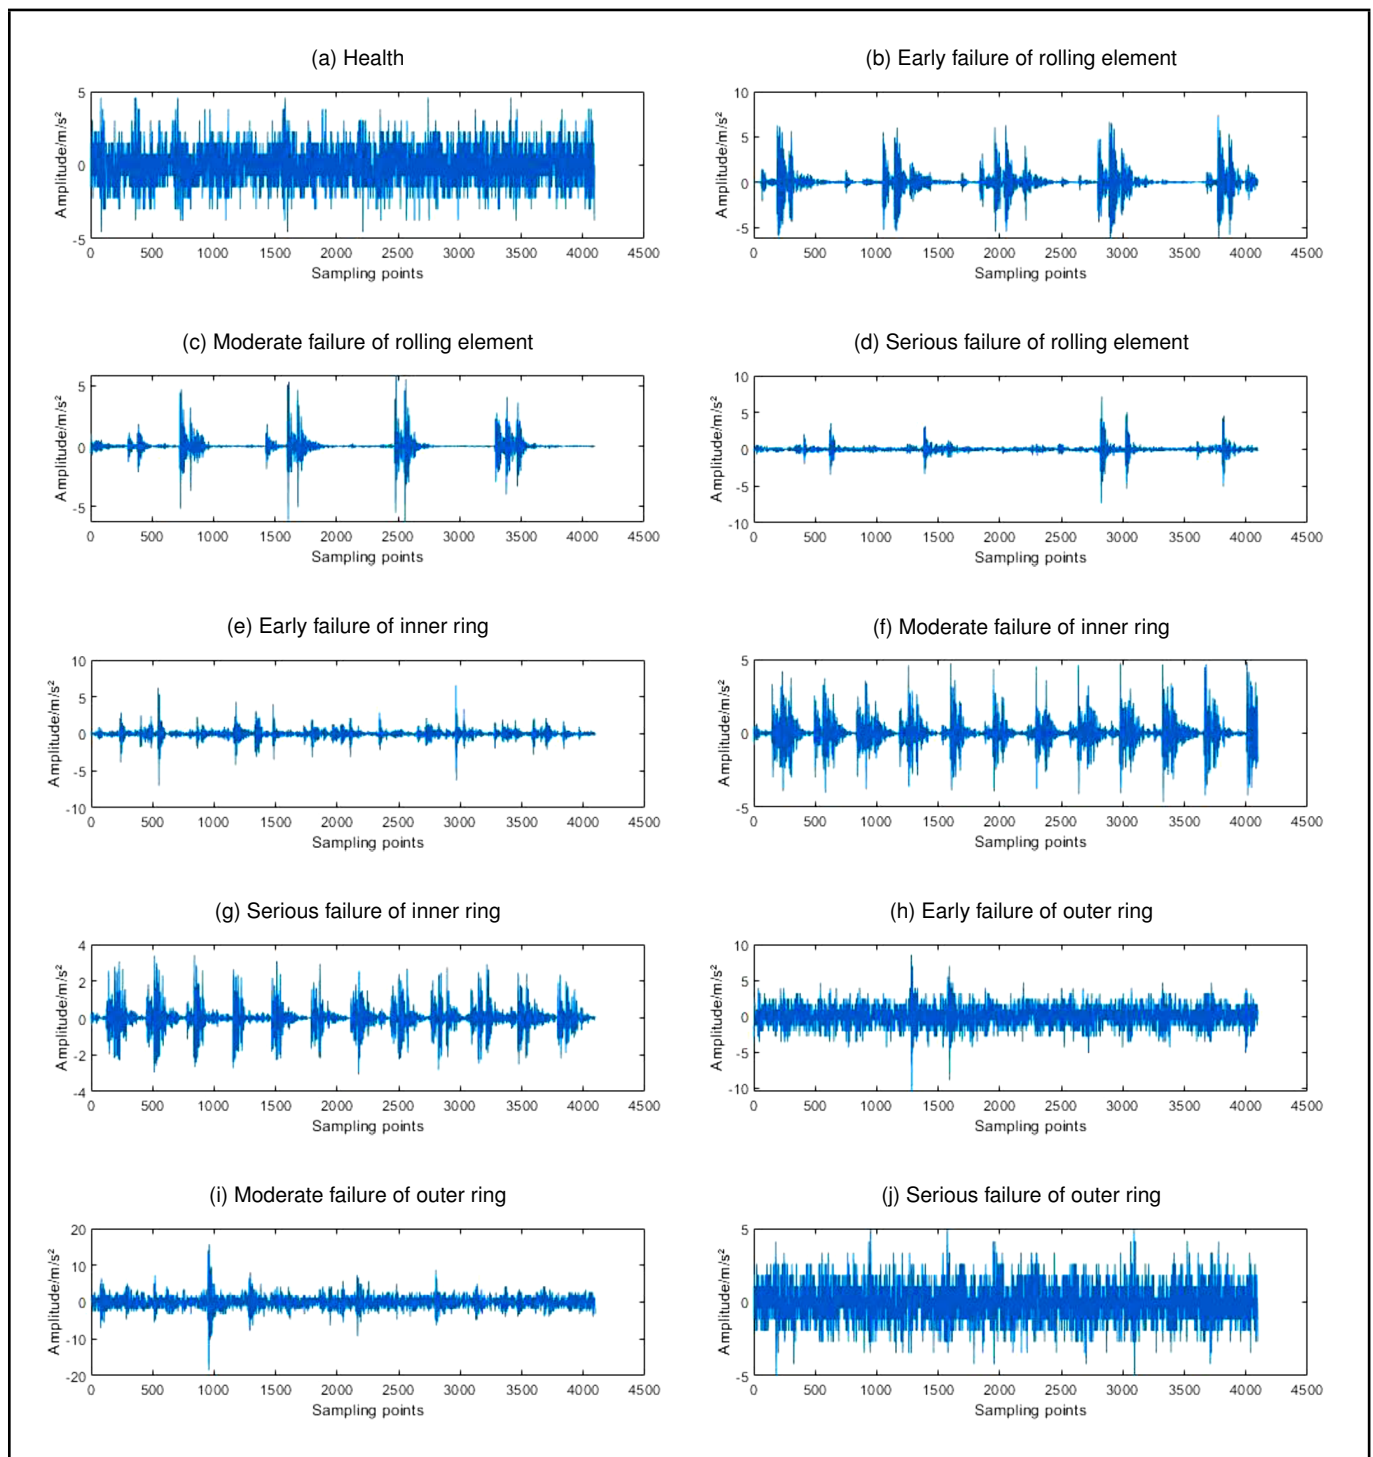 (a) Health
(b) Early failure of rolling element
5
0
-5
Amplitude/m/s²
0 500 1000 1500 2000 2500 3000 3500 4000 4500
Sampling points
10
5
0
-5
Amplitude/m/s²
0 500 1000 1500 2000 2500 3000 3500 4000 4500
Sampling points
(c) Moderate failure of rolling element
(d) Serious failure of rolling element
5
0
-5
Amplitude/m/s²
0 500 1000 1500 2000 2500 3000 3500 4000 4500
Sampling points
10
5
0
-5
-10
Amplitude/m/s²
0 500 1000 1500 2000 2500 3000 3500 4000 4500
Sampling points
(e) Early failure of inner ring
(f) Moderate failure of inner ring
10
5
0
-5
-10
Amplitude/m/s²
0 500 1000 1500 2000 2500 3000 3500 4000 4500
Sampling points
5
0
-5
Amplitude/m/s²
0 500 1000 1500 2000 2500 3000 3500 4000 4500
Sampling points
(g) Serious failure of inner ring
(h) Early failure of outer ring
4
2
0
-2
-4
Amplitude/m/s²
0 500 1000 1500 2000 2500 3000 3500 4000 4500
Sampling points
10
5
0
-5
-10
Amplitude/m/s²
0 500 1000 1500 2000 2500 3000 3500 4000 4500
Sampling points
(i) Moderate failure of outer ring
(j) Serious failure of outer ring
20
10
0
-10
-20
Amplitude/m/s²
0 500 1000 1500 2000 2500 3000 3500 4000 4500
Sampling points
5
0
-5
Amplitude/m/s²
0 500 1000 1500 2000 2500 3000 3500 4000 4500
Sampling points